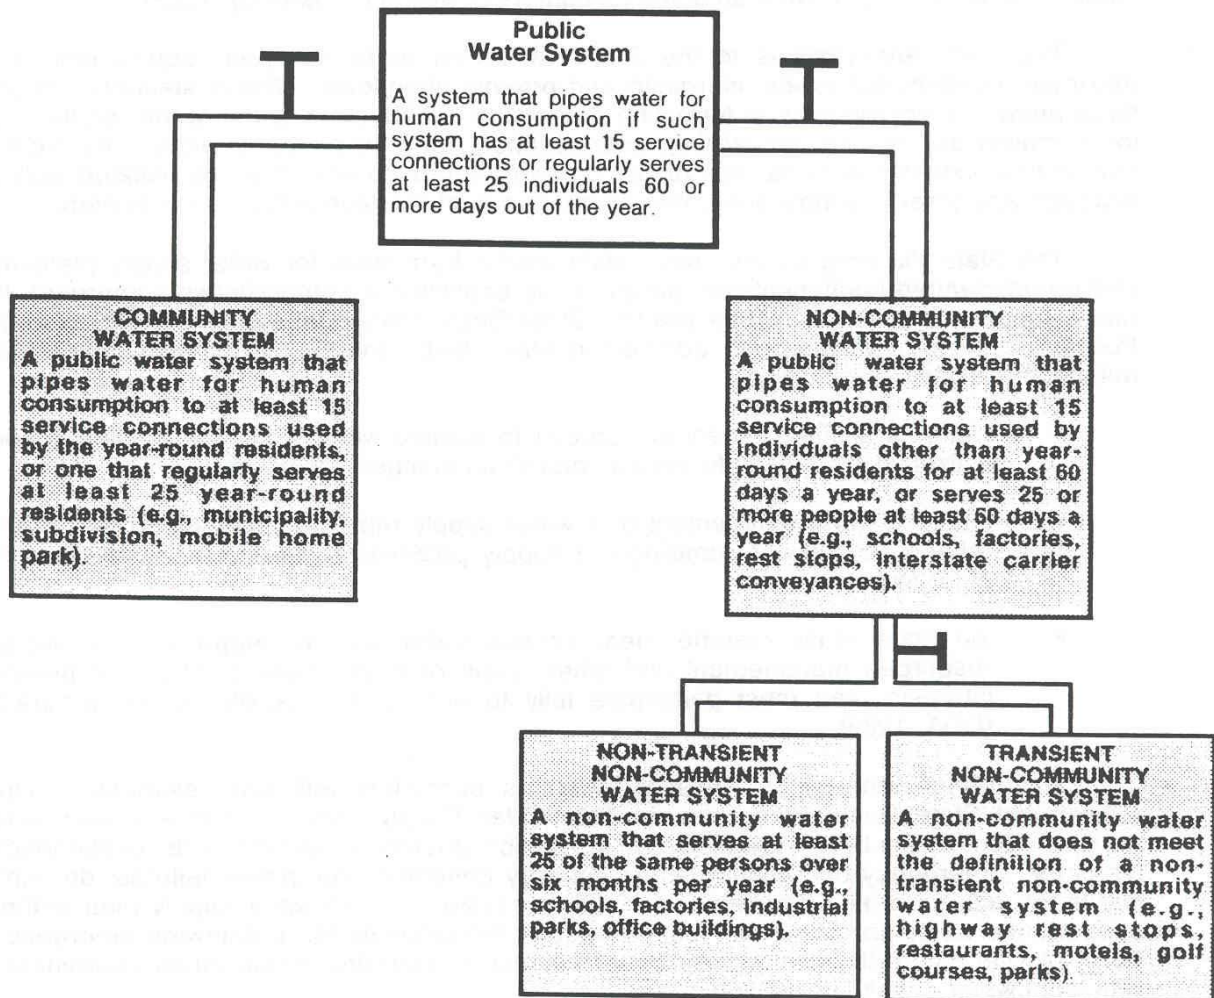 Public
Water System
A system that pipes water for
human consumption if such
system has at least 15 service
connections or regularly serves
at least 25 individuals 60 or
more days out of the year.
COMMUNITY
WATER SYSTEM
A public water system that
pipes water for human
consumption to at least 15
service connections used
by the year-round residents,
or one that regularly serves
at least 25 year-round
residents (e.g., municipality,
subdivision, mobile home
park).
NON-COMMUNITY
WATER SYSTEM
A public water system that
pipes water for human
consumption to at least 15
service connections used by
individuals other than year-
round residents for at least 60
days a year, or serves 25 or
more people at least 60 days a
year (e.g., schools, factories,
rest stops, interstate carrier
conveyances).
NON-TRANSIENT
NON-COMMUNITY
WATER SYSTEM
A non-community water
system that serves at least
25 of the same persons over
six months per year (e.g.,
schools, factories, industrial
parks, office buildings).
TRANSIENT
NON-COMMUNITY
WATER SYSTEM
A non-community water
system that does not meet
the definition of a non-
transient non-community
water system (e.g.,
highway rest stops,
restaurants, motels, golf
courses, parks).